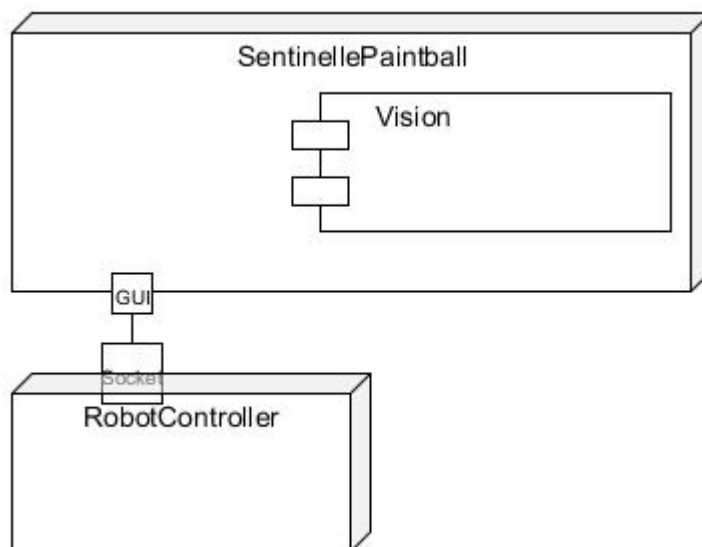 SentinellePaintball
Vision
GUI
Socket
RobotController